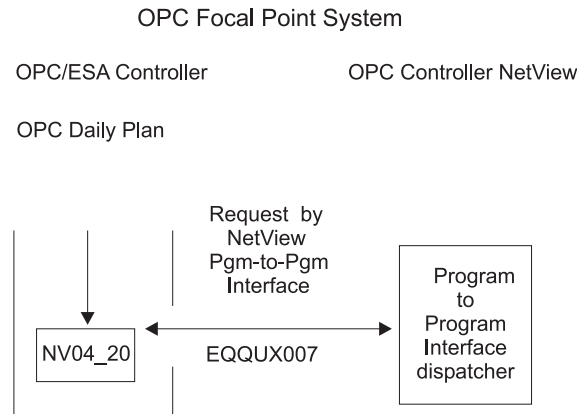 OPC Focal Point System
OPC/ESA Controller
OPC Controller NetView
OPC Daily Plan
Request by
NetView
Pgm-to-Pgm
Interface
NV04_20
EQQUX007
Program
to
Program
Interface
dispatcher